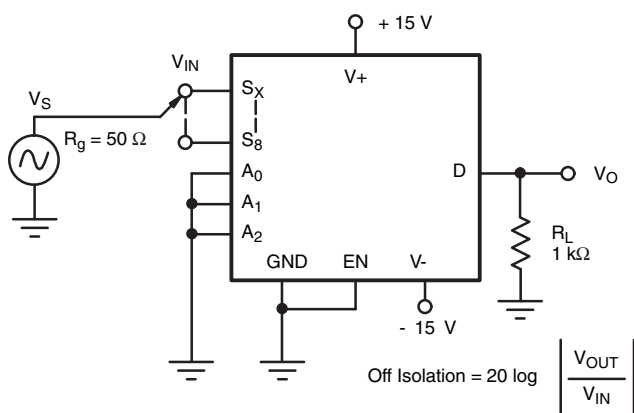 + 15 V
V+
V_IN
V_S
S_X
R_g = 50 Ω
S_8
A_0
D
V_O
A_1
A_2
R_L
1 kΩ
GND
EN
V-
- 15 V
Off Isolation = 20 log | V_OUT / V_IN |